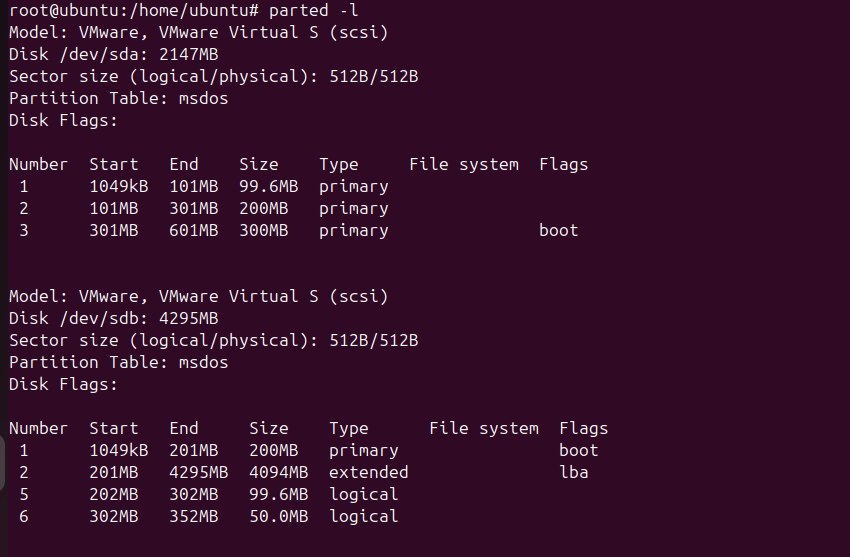 root@ubuntu:/home/ubuntu# parted -l
Model: VMware, VMware Virtual S (scsi)
Disk /dev/sda: 2147MB
Sector size (logical/physical): 512B/512B
Partition Table: msdos
Disk Flags:

Number  Start   End    Size    Type     File system  Flags
 1      1049kB  101MB  99.6MB  primary
 2      101MB   301MB  200MB   primary
 3      301MB   601MB  300MB   primary               boot


Model: VMware, VMware Virtual S (scsi)
Disk /dev/sdb: 4295MB
Sector size (logical/physical): 512B/512B
Partition Table: msdos
Disk Flags:

Number  Start   End     Size    Type      File system  Flags
 1      1049kB  201MB   200MB   primary                boot
 2      201MB   4295MB  4094MB  extended               lba
 5      202MB   302MB   99.6MB  logical
 6      302MB   352MB   50.0MB  logical